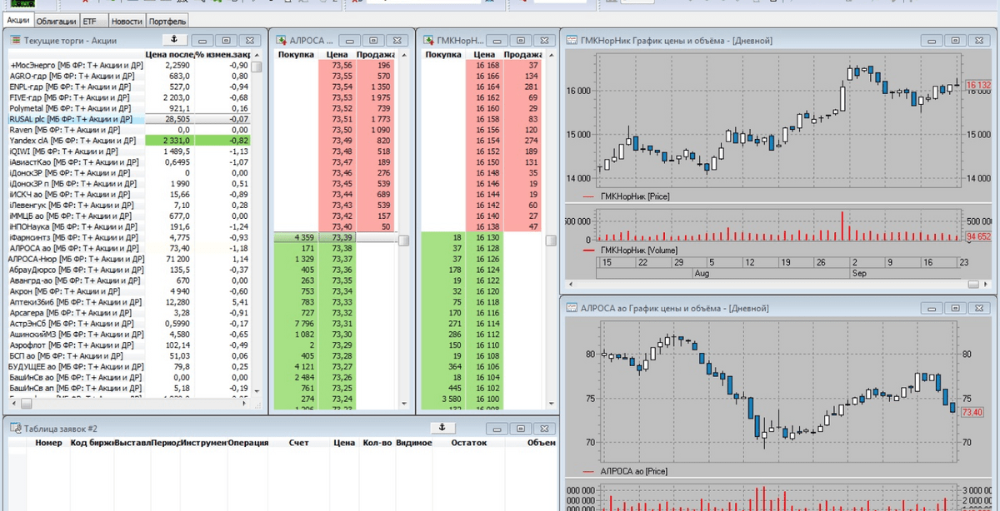 Акции Облигации ETF Новости Портфель
Текущие торги - Акции
Цена после, % измен.закр
+МосЭнерго [МБ ФР: Т+ Акции и ДР] 2,2590 -0,90
AGRO-гдр [МБ ФР: Т+ Акции и ДР] 683,0 0,80
ENPL-гдр [МБ ФР: Т+ Акции и ДР] 527,0 -0,94
FIVE-гдр [МБ ФР: Т+ Акции и ДР] 2 203,0 -0,68
Polymetal [МБ ФР: Т+ Акции и ДР] 921,1 0,16
RUSAL plc [МБ ФР: Т+ Акции и ДР] 28,505 -0,07
Raven [МБ ФР: Т+ Акции и ДР] 0,0 0,00
Yandex clA [МБ ФР: Т+ Акции и ДР] 2 331,0 -0,82
iQIWI [МБ ФР: Т+ Акции и ДР] 1 489,5 -1,13
iАвиастКао [МБ ФР: Т+ Акции и ДР] 0,6495 -1,07
iДонскЗР [МБ ФР: Т+ Акции и ДР] 0 0,00
iДонскЗР п [МБ ФР: Т+ Акции и ДР] 1 990 0,51
iИСКЧ ао [МБ ФР: Т+ Акции и ДР] 15,66 -0,89
iЛевенгук [МБ ФР: Т+ Акции и ДР] 7,10 0,28
iММЦБ ао [МБ ФР: Т+ Акции и ДР] 677,0 0,00
iНПОНаука [МБ ФР: Т+ Акции и ДР] 191,6 -1,24
iФармсинтз [МБ ФР: Т+ Акции и ДР] 4,775 -0,93
АЛРОСА ао [МБ ФР: Т+ Акции и ДР] 73,40 -1,18
АЛРОСА-Нюр [МБ ФР: Т+ Акции и ДР] 71 200 1,14
АбрауДюрсо [МБ ФР: Т+ Акции и ДР] 135,5 -0,37
Авангрд-ао [МБ ФР: Т+ Акции и ДР] 670 0,00
Акрон [МБ ФР: Т+ Акции и ДР] 4 940 -0,60
Аптеки36и6 [МБ ФР: Т+ Акции и ДР] 12,280 5,41
Арсагера [МБ ФР: Т+ Акции и ДР] 3,28 -0,91
АстрЭнСб [МБ ФР: Т+ Акции и ДР] 0,5990 -0,17
АшинскийМЗ [МБ ФР: Т+ Акции и ДР] 4,580 -0,65
Аэрофлот [МБ ФР: Т+ Акции и ДР] 102,14 -0,49
БСП ао [МБ ФР: Т+ Акции и ДР] 51,03 0,06
БУДУЩЕЕ ао [МБ ФР: Т+ Акции и ДР] 79,8 0,25
БашИнСв ао [МБ ФР: Т+ Акции и ДР] 0,00 0,00
БашИнСв ап [МБ ФР: Т+ Акции и ДР] 5,18 -0,19
АЛРОСА ...
Покупка Цена Продажа
73,56 196
73,55 570
73,54 1 350
73,53 1 975
73,52 739
73,51 1 773
73,50 1 090
73,49 820
73,48 518
73,47 189
73,46 276
73,45 539
73,44 689
73,43 539
73,42 157
73,40 50
4 359 73,39
171 73,38
1 329 73,37
405 73,36
263 73,35
753 73,34
783 73,33
727 73,32
7 796 73,31
1 082 73,30
2 73,29
405 73,28
4 121 73,27
2 484 73,26
761 73,25
274 73,24
ГМКНорН...
Покупка Цена Продажа
16 168 37
16 166 134
16 164 281
16 162 69
16 160 29
16 158 83
16 156 120
16 154 274
16 152 189
16 150 131
16 148 35
16 146 19
16 144 19
16 142 60
16 140 27
16 138 47
18 16 130
37 16 128
37 16 126
178 16 124
19 16 122
32 16 120
75 16 118
170 16 116
271 16 114
286 16 112
150 16 110
19 16 108
364 16 106
18 16 104
445 16 102
3 580 16 100
ГМКНорНик График цены и объёма - [Дневной]
16 000 16 132
15 000 15 000
14 000 14 000
ГМКНорНик [Price]
500 000 500 000
0 94 652
ГМКНорНик [Volume]
15 22 29 5 12 19 26 2 9 16 23
Aug Sep
АЛРОСА ао График цены и объёма - [Дневной]
80 80
75 75
73,40
70 70
АЛРОСА ао [Price]
000 000 3 000 00
000 000 2 000 00
Таблица заявок #2
Номер Код биржи Выставл Период Инструмен Операция Счет Цена Кол-во Видимое Остаток Объем